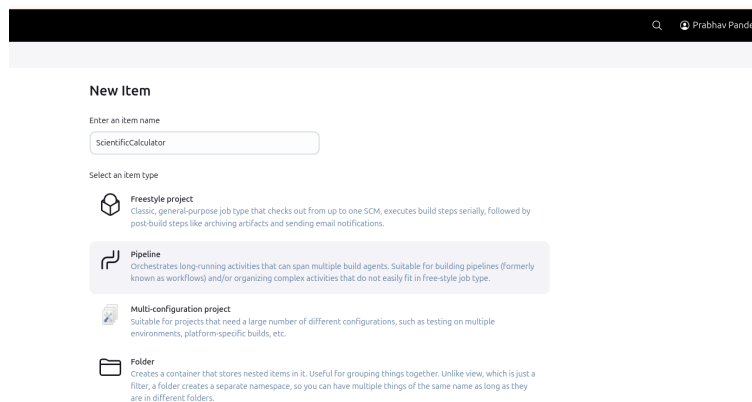 Prabhav Pande
New Item
Enter an item name
ScientificCalculator
Select an item type
Freestyle project
Classic, general-purpose job type that checks out from up to one SCM, executes build steps serially, followed by
post-build steps like archiving artifacts and sending email notifications.
Pipeline
Orchestrates long-running activities that can span multiple build agents. Suitable for building pipelines (formerly
known as workflows) and/or organizing complex activities that do not easily fit in free-style job type.
Multi-configuration project
Suitable for projects that need a large number of different configurations, such as testing on multiple
environments, platform-specific builds, etc.
Folder
Creates a container that stores nested items in it. Useful for grouping things together. Unlike view, which is just a
filter, a folder creates a separate namespace, so you can have multiple things of the same name as long as they
are in different folders.